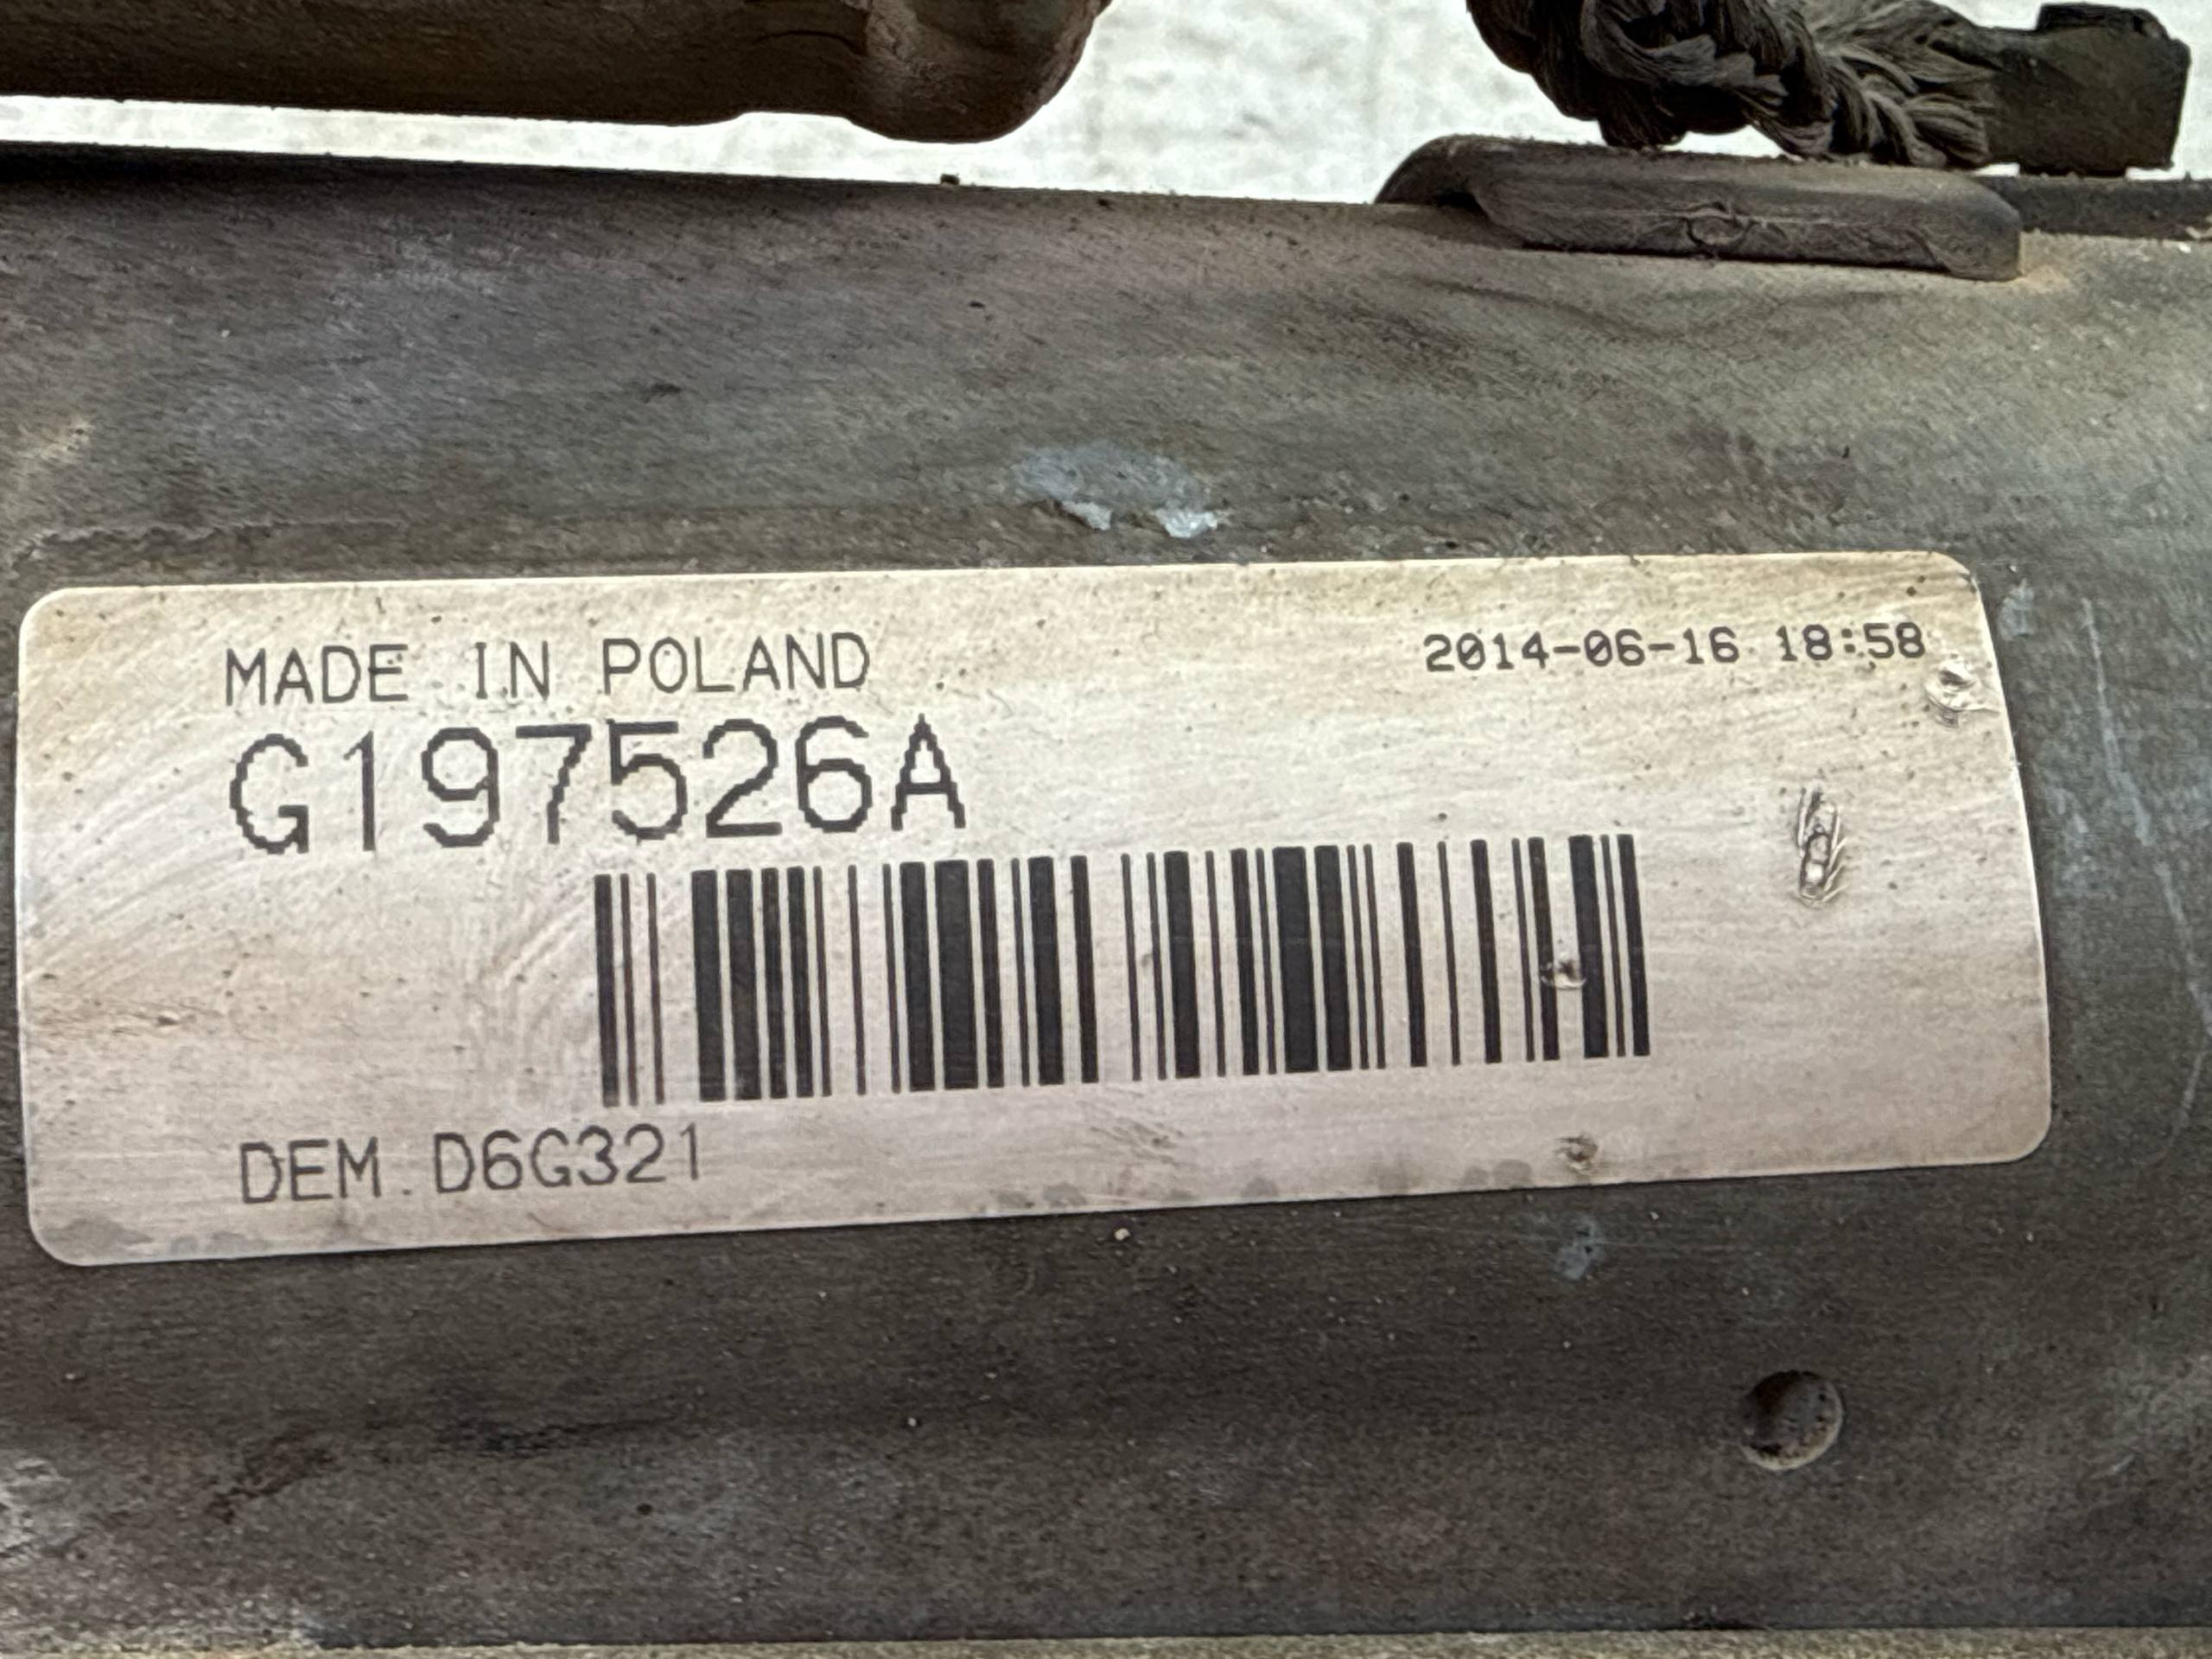 MADE IN POLAND
2014-06-16 18:58
G197526A
DEM. D6G321